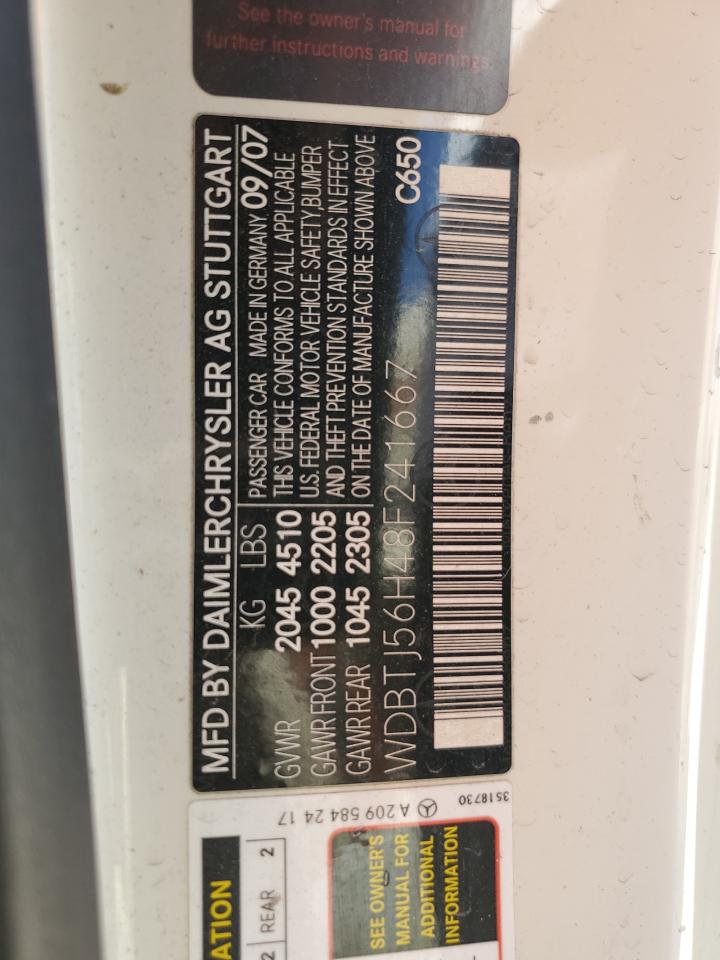 See the owner's manual for
further instructions and warnings.
MFD BY DAIMLERCHRYSLER AG STUTTGART
KG LBS
GVWR 2045 4510
GAWR FRONT 1000 2205
GAWR REAR 1045 2305
PASSENGER CAR MADE IN GERMANY 09/07
THIS VEHICLE CONFORMS TO ALL APPLICABLE
U.S. FEDERAL MOTOR VEHICLE SAFETY BUMPER
AND THEFT PREVENTION STANDARDS IN EFFECT
ON THE DATE OF MANUFACTURE SHOWN ABOVE
WDBTJ56H48F241667
C650
ATION
2 REAR 2
SEE OWNER'S
MANUAL FOR
ADDITIONAL
INFORMATION
A 209 584 24 17
3518730